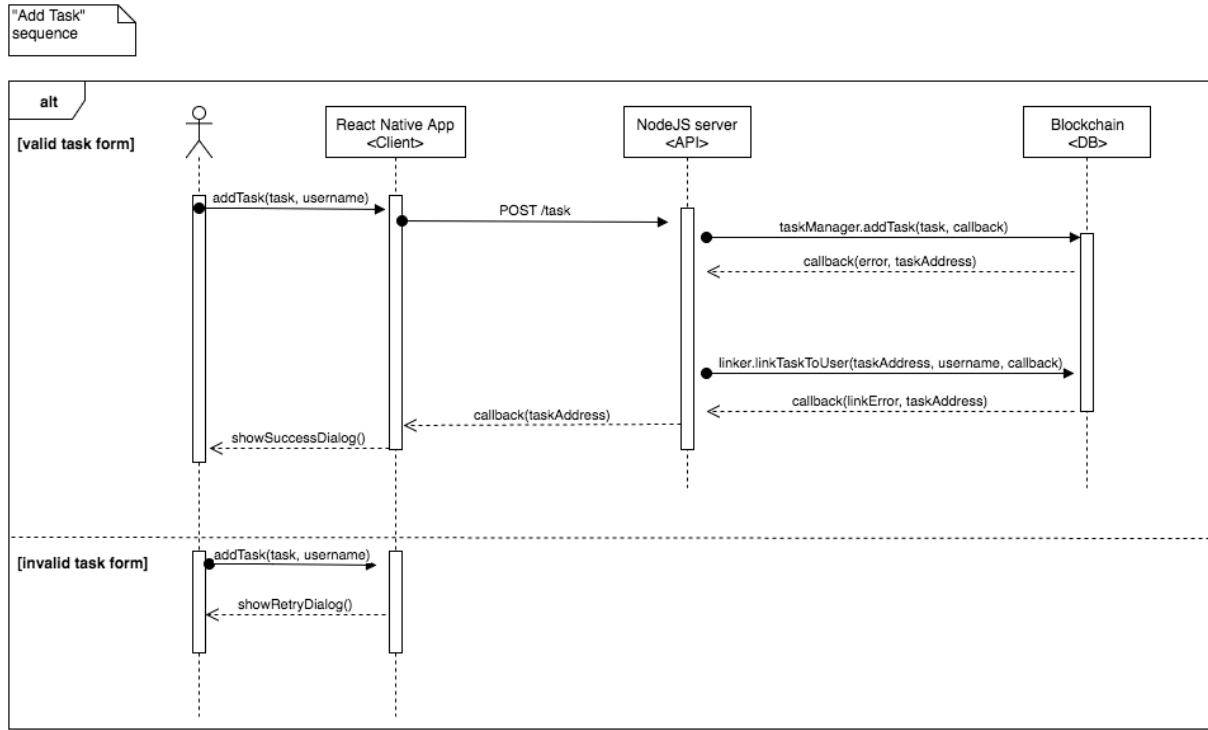 "Add Task"
sequence
alt
[valid task form]
React Native App
<Client>
NodeJS server
<API>
Blockchain
<DB>
addTask(task, username)
POST /task
taskManager.addTask(task, callback)
callback(error, taskAddress)
linker.linkTaskToUser(taskAddress, username, callback)
callback(linkError, taskAddress)
callback(taskAddress)
showSuccessDialog()
[invalid task form]
addTask(task, username)
showRetryDialog()